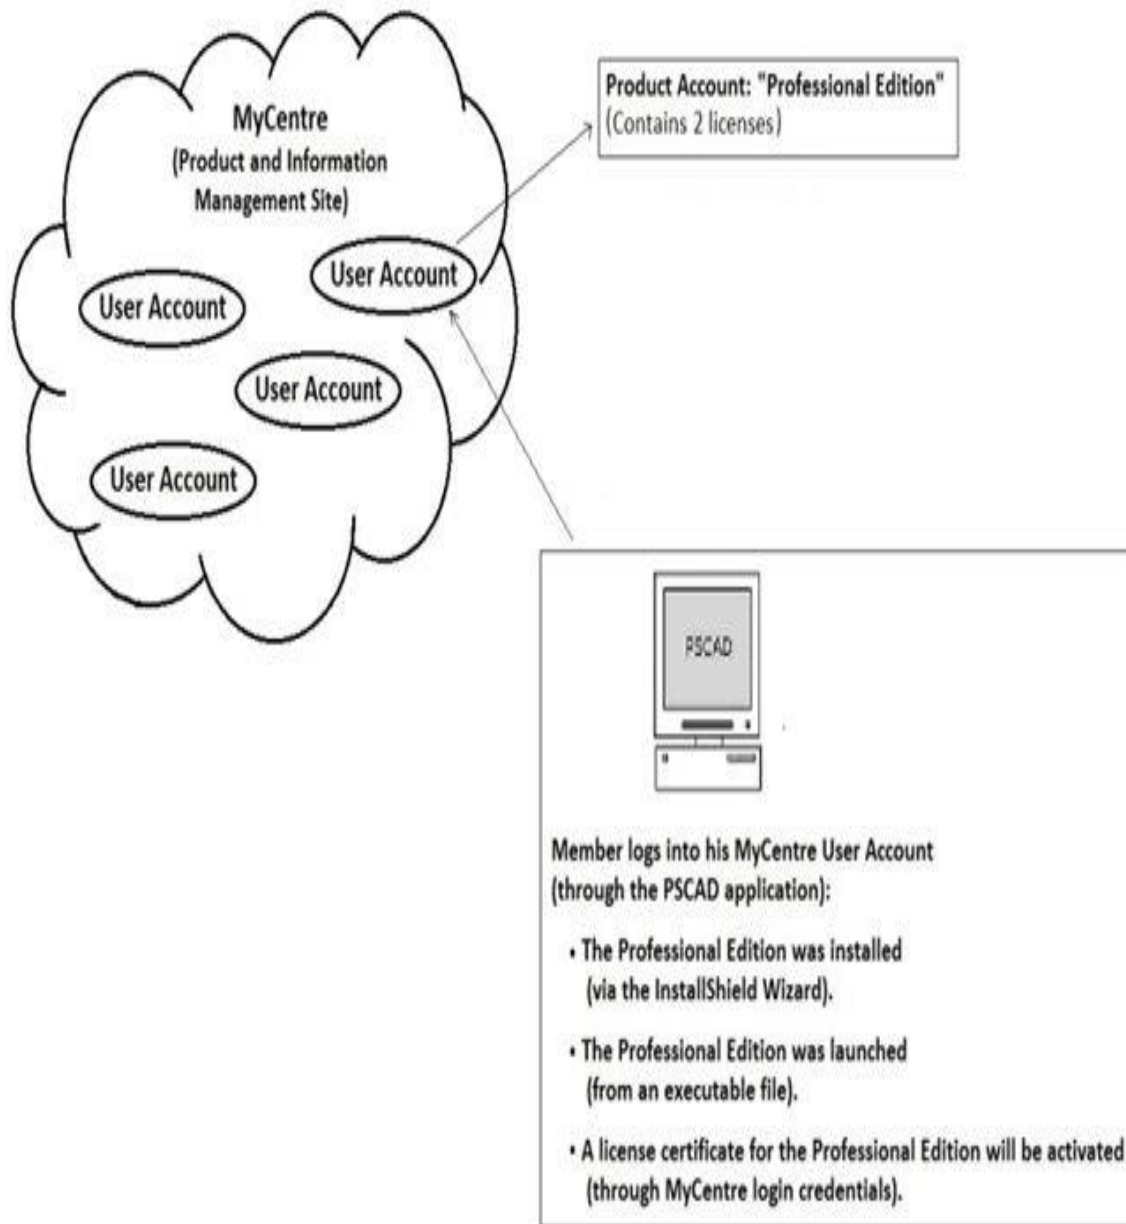 MyCentre
(Product and Information
Management Site)
Product Account: "Professional Edition"
(Contains 2 licenses)
User Account
User Account
User Account
User Account
PSCAD
Member logs into his MyCentre User Account
(through the PSCAD application):
• The Professional Edition was installed
(via the InstallShield Wizard).
• The Professional Edition was launched
(from an executable file).
• A license certificate for the Professional Edition will be activated
(through MyCentre login credentials).